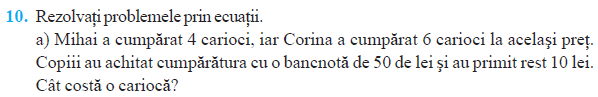 10. Rezolvați problemele prin ecuații.
a) Mihai a cumpărat 4 carioci, iar Corina a cumpărat 6 carioci la același preț.
Copiii au achitat cumpărătura cu o bancnotă de 50 de lei și au primit rest 10 lei.
Cât costă o cariocă?